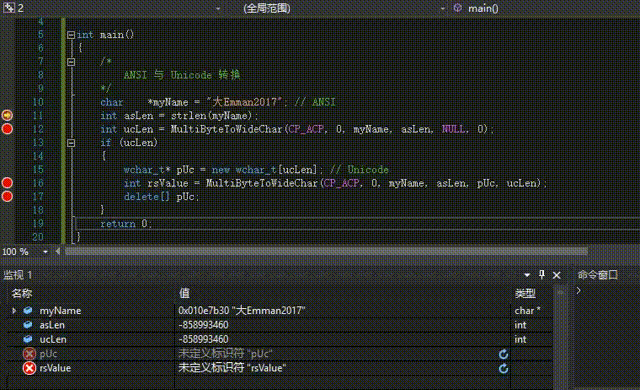 2
(全局范围)
main()
4
5 int main()
6 {
7 /*
8 ANSI 与 Unicode 转换
9 */
10 char *myName = "大Emman2017"; // ANSI
11 int asLen = strlen(myName);
12 int ucLen = MultiByteToWideChar(CP_ACP, 0, myName, asLen, NULL, 0);
13 if (ucLen)
14 {
15 wchar_t* pUc = new wchar_t[ucLen]; // Unicode
16 int rsValue = MultiByteToWideChar(CP_ACP, 0, myName, asLen, pUc, ucLen);
17 delete[] pUc;
18 }
19 return 0;
20 }
100 %
监视 1
命令窗口
名称 值 类型
>
myName 0x010e7b30 "大Emman2017" char *
asLen -858993460 int
ucLen -858993460 int
pUc 未定义标识符 "pUc"
rsValue 未定义标识符 "rsValue"